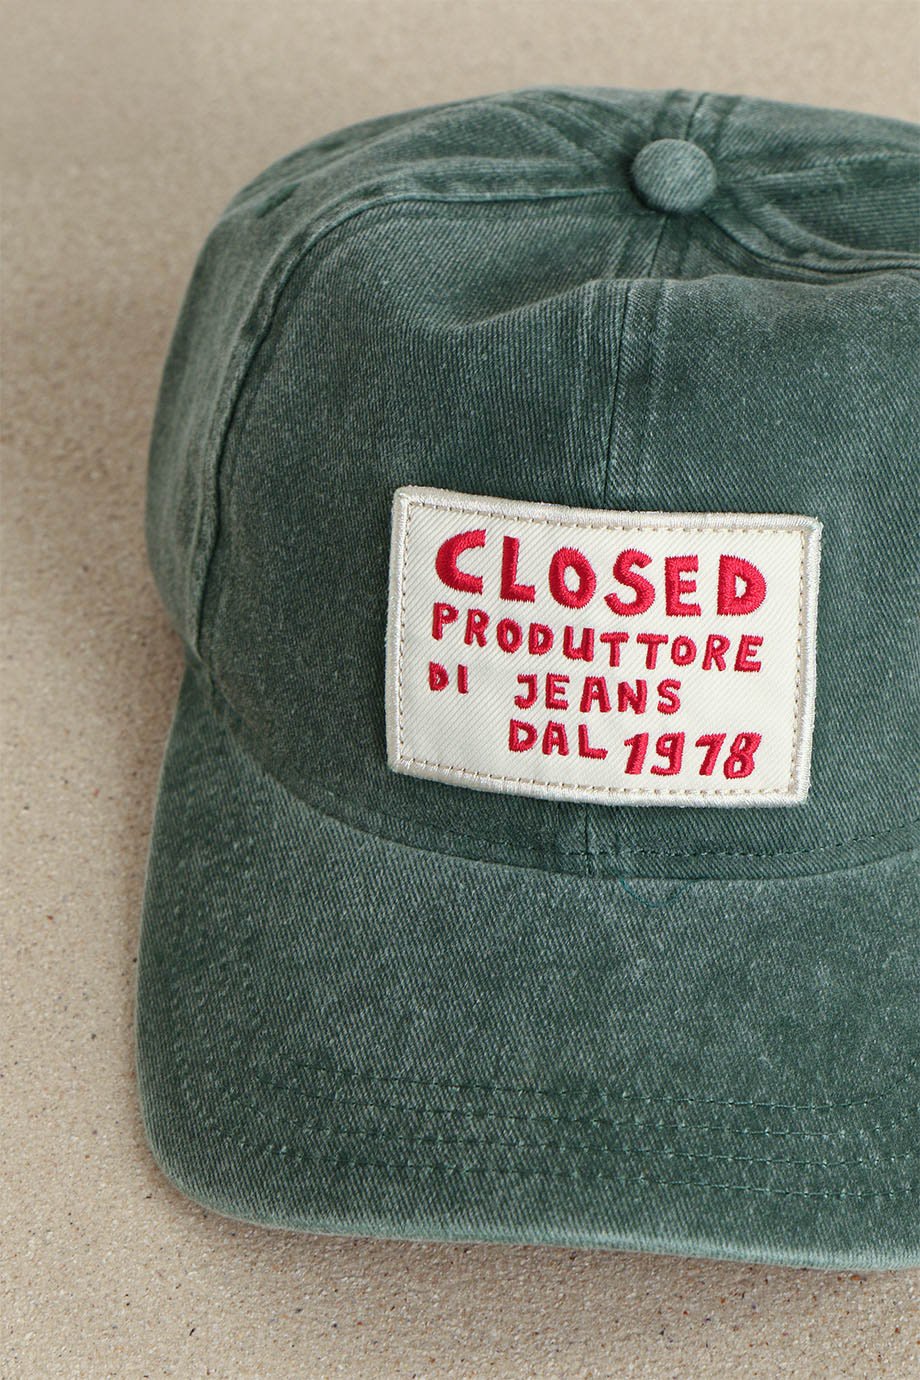 CLOSED
PRODUTTORE
DI JEANS
DAL 1978